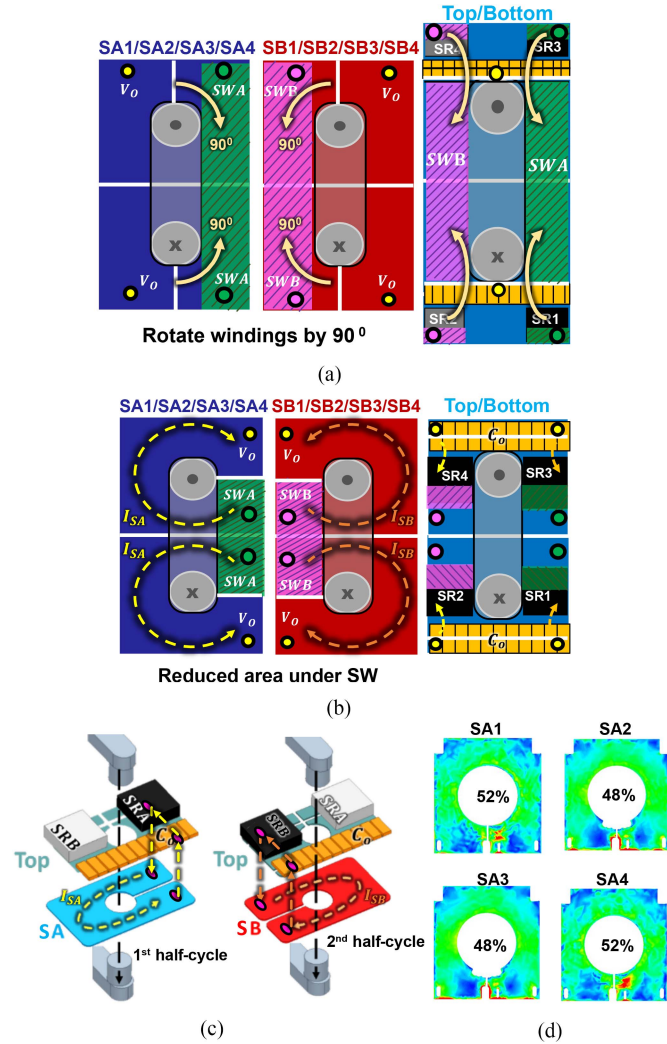 SA1/SA2/SA3/SA4 SB1/SB2/SB3/SB4 Top/Bottom
V_O SWA SWB V_O SR4 SR3
90⁰ 90⁰
SWB SWA
90⁰ 90⁰
V_O SWA SWB V_O
SR2 SR1
Rotate windings by 90⁰
(a)
SA1/SA2/SA3/SA4 SB1/SB2/SB3/SB4 Top/Bottom
V_O V_O C_o
SWA SWB SR4 SR3
I_SA I_SB
I_SA I_SB
SWA SWB
SR2 SR1
V_O V_O C_o
Reduced area under SW
(b)
SRB SRA C_o
Top
I_SA
SA
1st half-cycle
SRB SRA C_o
Top
I_SB
SB
2nd half-cycle
(c)
SA1 SA2
52% 48%
SA3 SA4
48% 52%
(d)